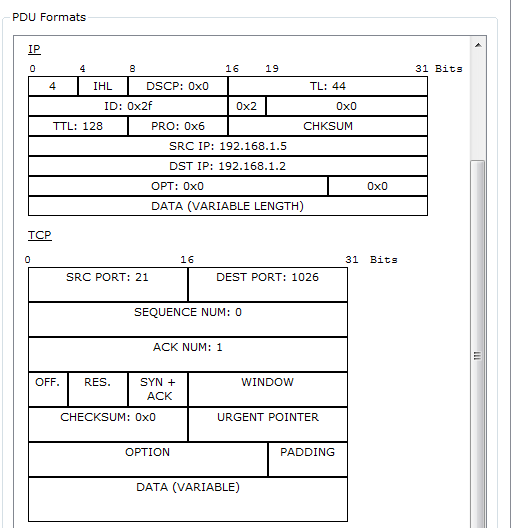 PDU Formats
IP
0 4 8 16 19 31 Bits
4 IHL DSCP: 0x0 TL: 44
ID: 0x2f 0x2 0x0
TTL: 128 PRO: 0x6 CHKSUM
SRC IP: 192.168.1.5
DST IP: 192.168.1.2
OPT: 0x0 0x0
DATA (VARIABLE LENGTH)
TCP
0 16 31 Bits
SRC PORT: 21 DEST PORT: 1026
SEQUENCE NUM: 0
ACK NUM: 1
OFF. RES. SYN + WINDOW
ACK
CHECKSUM: 0x0 URGENT POINTER
OPTION PADDING
DATA (VARIABLE)